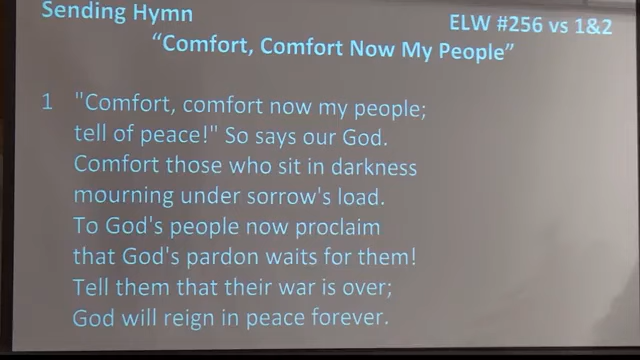 Sending Hymn
ELW #256 vs 1&2
“Comfort, Comfort Now My People”
1 "Comfort, comfort now my people;
tell of peace!" So says our God.
Comfort those who sit in darkness
mourning under sorrow's load.
To God's people now proclaim
that God's pardon waits for them!
Tell them that their war is over;
God will reign in peace forever.